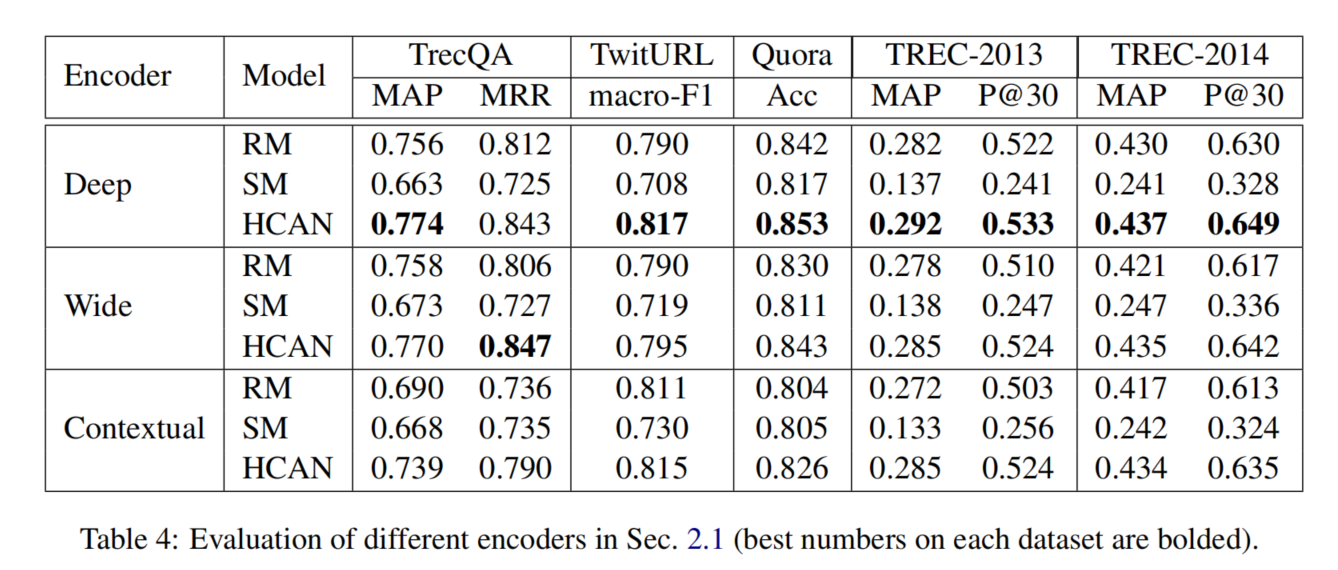 Encoder Model TrecQA TwitURL Quora TREC-2013 TREC-2014
MAP MRR macro-F1 Acc MAP P@30 MAP P@30
RM 0.756 0.812 0.790 0.842 0.282 0.522 0.430 0.630
Deep SM 0.663 0.725 0.708 0.817 0.137 0.241 0.241 0.328
HCAN 0.774 0.843 0.817 0.853 0.292 0.533 0.437 0.649
RM 0.758 0.806 0.790 0.830 0.278 0.510 0.421 0.617
Wide SM 0.673 0.727 0.719 0.811 0.138 0.247 0.247 0.336
HCAN 0.770 0.847 0.795 0.843 0.285 0.524 0.435 0.642
RM 0.690 0.736 0.811 0.804 0.272 0.503 0.417 0.613
Contextual SM 0.668 0.735 0.730 0.805 0.133 0.256 0.242 0.324
HCAN 0.739 0.790 0.815 0.826 0.285 0.524 0.434 0.635
Table 4: Evaluation of different encoders in Sec. 2.1 (best numbers on each dataset are bolded).